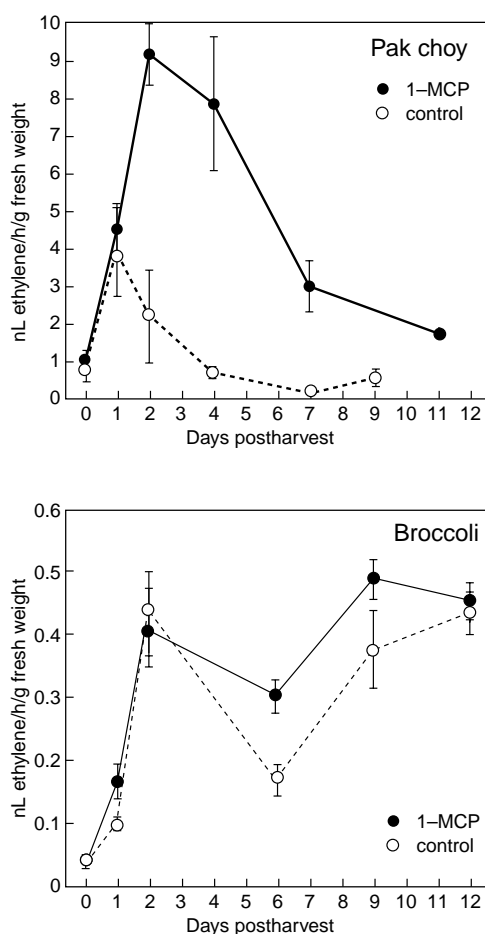 10
9
8
7
6
5
4
3
2
1
0
nL ethylene/h/g fresh weight
Pak choy
1–MCP
control
0 1 2 3 4 5 6 7 8 9 10 11 12
Days postharvest
0.6
0.5
0.4
0.3
0.2
0.1
0
nL ethylene/h/g fresh weight
Broccoli
1–MCP
control
0 1 2 3 4 5 6 7 8 9 10 11 12
Days postharvest